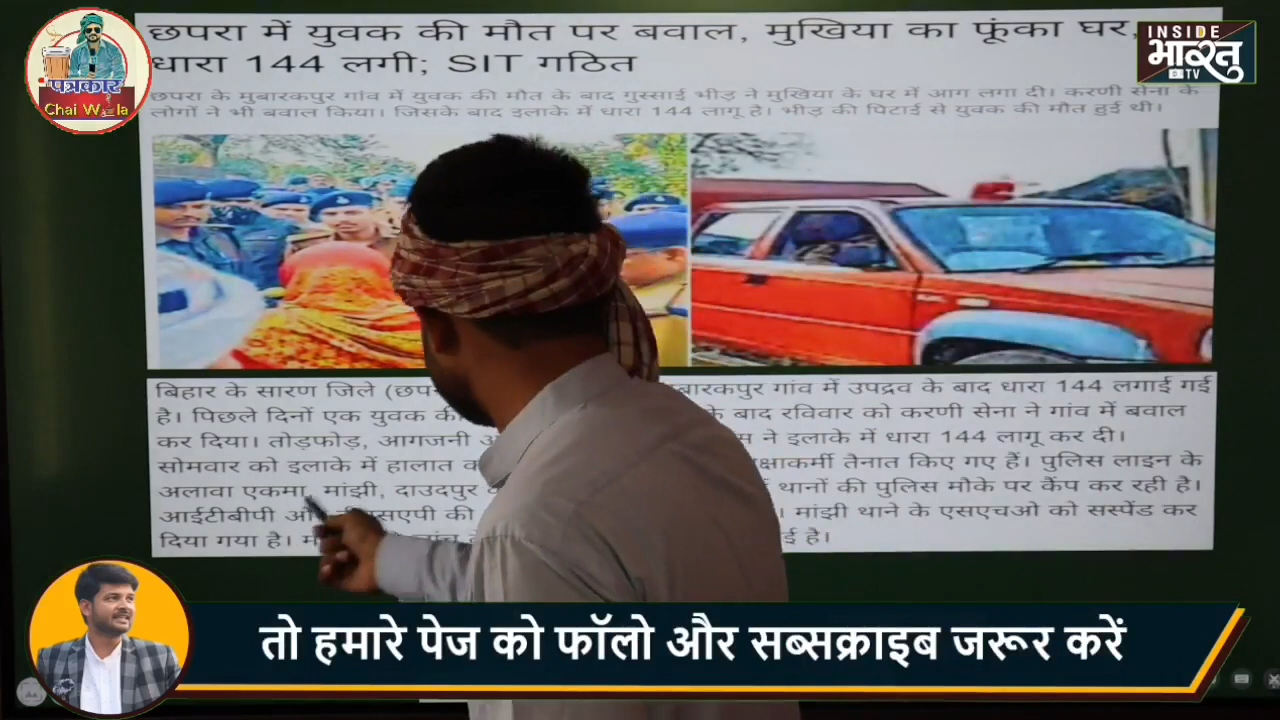 छपरा में युवक की मौत पर बवाल, मुखिया का फूंका घर,
धारा 144 लगी; SIT गठित
छपरा के मुबारकपुर गांव में युवक की मौत के बाद गुस्साई भीड़ ने मुखिया के घर में आग लगा दी। करणी सेना के
लोगों ने भी बवाल किया। जिसके बाद इलाके में धारा 144 लागू है। भीड़ की पिटाई से युवक की मौत हुई थी।
पत्रकार
Chai Wala
INSIDE
भारत
TV
बिहार के सारण जिले गांव में उपद्रव के बाद धारा 144 लगाई गई
है। पिछले दिनों एक युवक की के बाद रविवार को करणी सेना ने गांव में बवाल
कर दिया। तोड़फोड़, आगजनी ने इलाके में धारा 144 लागू कर दी।
सोमवार को इलाके में हालात तैनात किए गए हैं। पुलिस लाइन के
अलावा एकमा, मांझी, दाउदपुर थानों की पुलिस मौके पर कैंप कर रही है।
आईटीबीपी की । मांझी थाने के एसएचओ को सस्पेंड कर
दिया गया है। है।
तो हमारे पेज को फॉलो और सब्सक्राइब जरूर करें